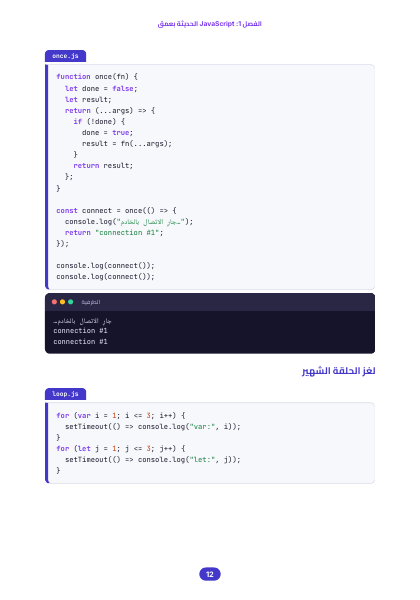 الفصل 1: JavaScript الحديثة بعمق
once.js
function once(fn) {
  let done = false;
  let result;
  return (...args) => {
    if (!done) {
      done = true;
      result = fn(...args);
    }
    return result;
  };
}

const connect = once(() => {
  console.log("جارٍ الاتصال بالخادم…");
  return "connection #1";
});

console.log(connect());
console.log(connect());
الطرفية
جارٍ الاتصال بالخادم…
connection #1
connection #1
لغز الحلقة الشهير
loop.js
for (var i = 1; i <= 3; i++) {
  setTimeout(() => console.log("var:", i));
}
for (let j = 1; j <= 3; j++) {
  setTimeout(() => console.log("let:", j));
}
12